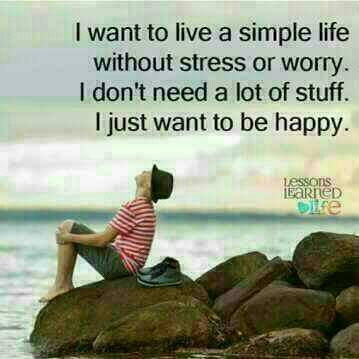 I want to live a simple life
without stress or worry.
I don't need a lot of stuff.
I just want to be happy.
Lessons
Learned
Life